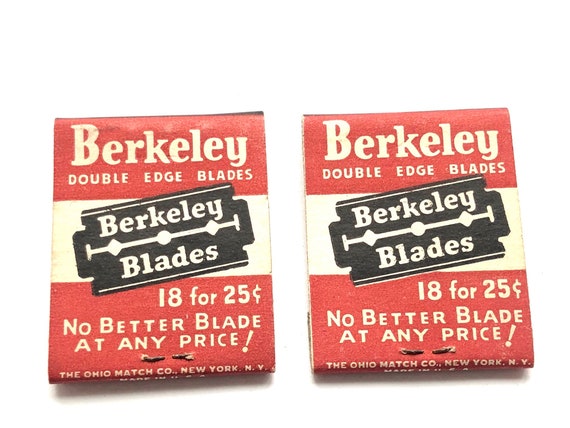 Berkeley
DOUBLE EDGE BLADES
Berkeley
Blades
18 for 25¢
NO BETTER BLADE
AT ANY PRICE!
THE OHIO MATCH CO., NEW YORK, N.Y.
MADE IN U.S.A.
Berkeley
DOUBLE EDGE BLADES
Berkeley
Blades
18 for 25¢
NO BETTER BLADE
AT ANY PRICE!
THE OHIO MATCH CO., NEW YORK, N.Y.